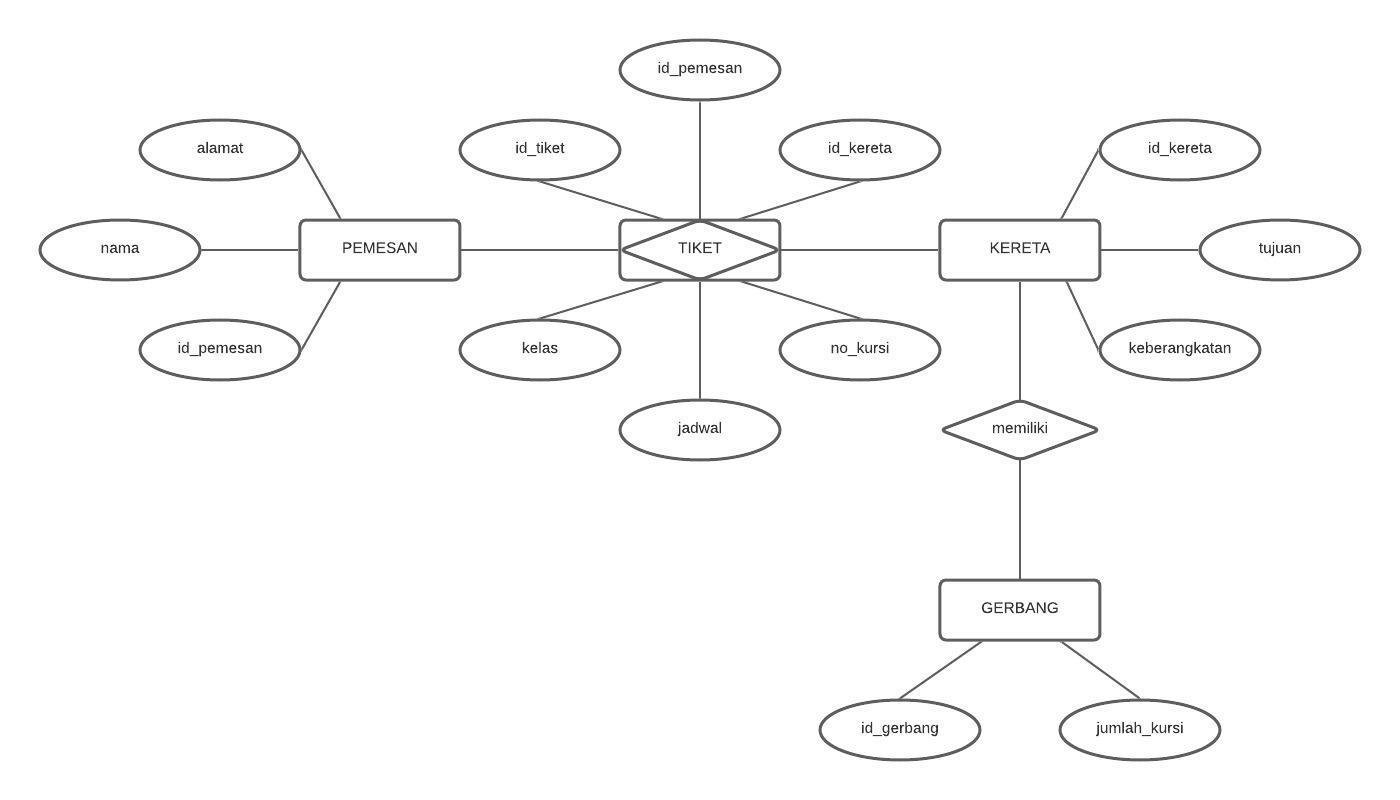 id_pemesan
alamat
id_tiket
id_kereta
id_kereta
nama
PEMESAN
TIKET
KERETA
tujuan
id_pemesan
kelas
no_kursi
keberangkatan
jadwal
memiliki
GERBANG
id_gerbang
jumlah_kursi